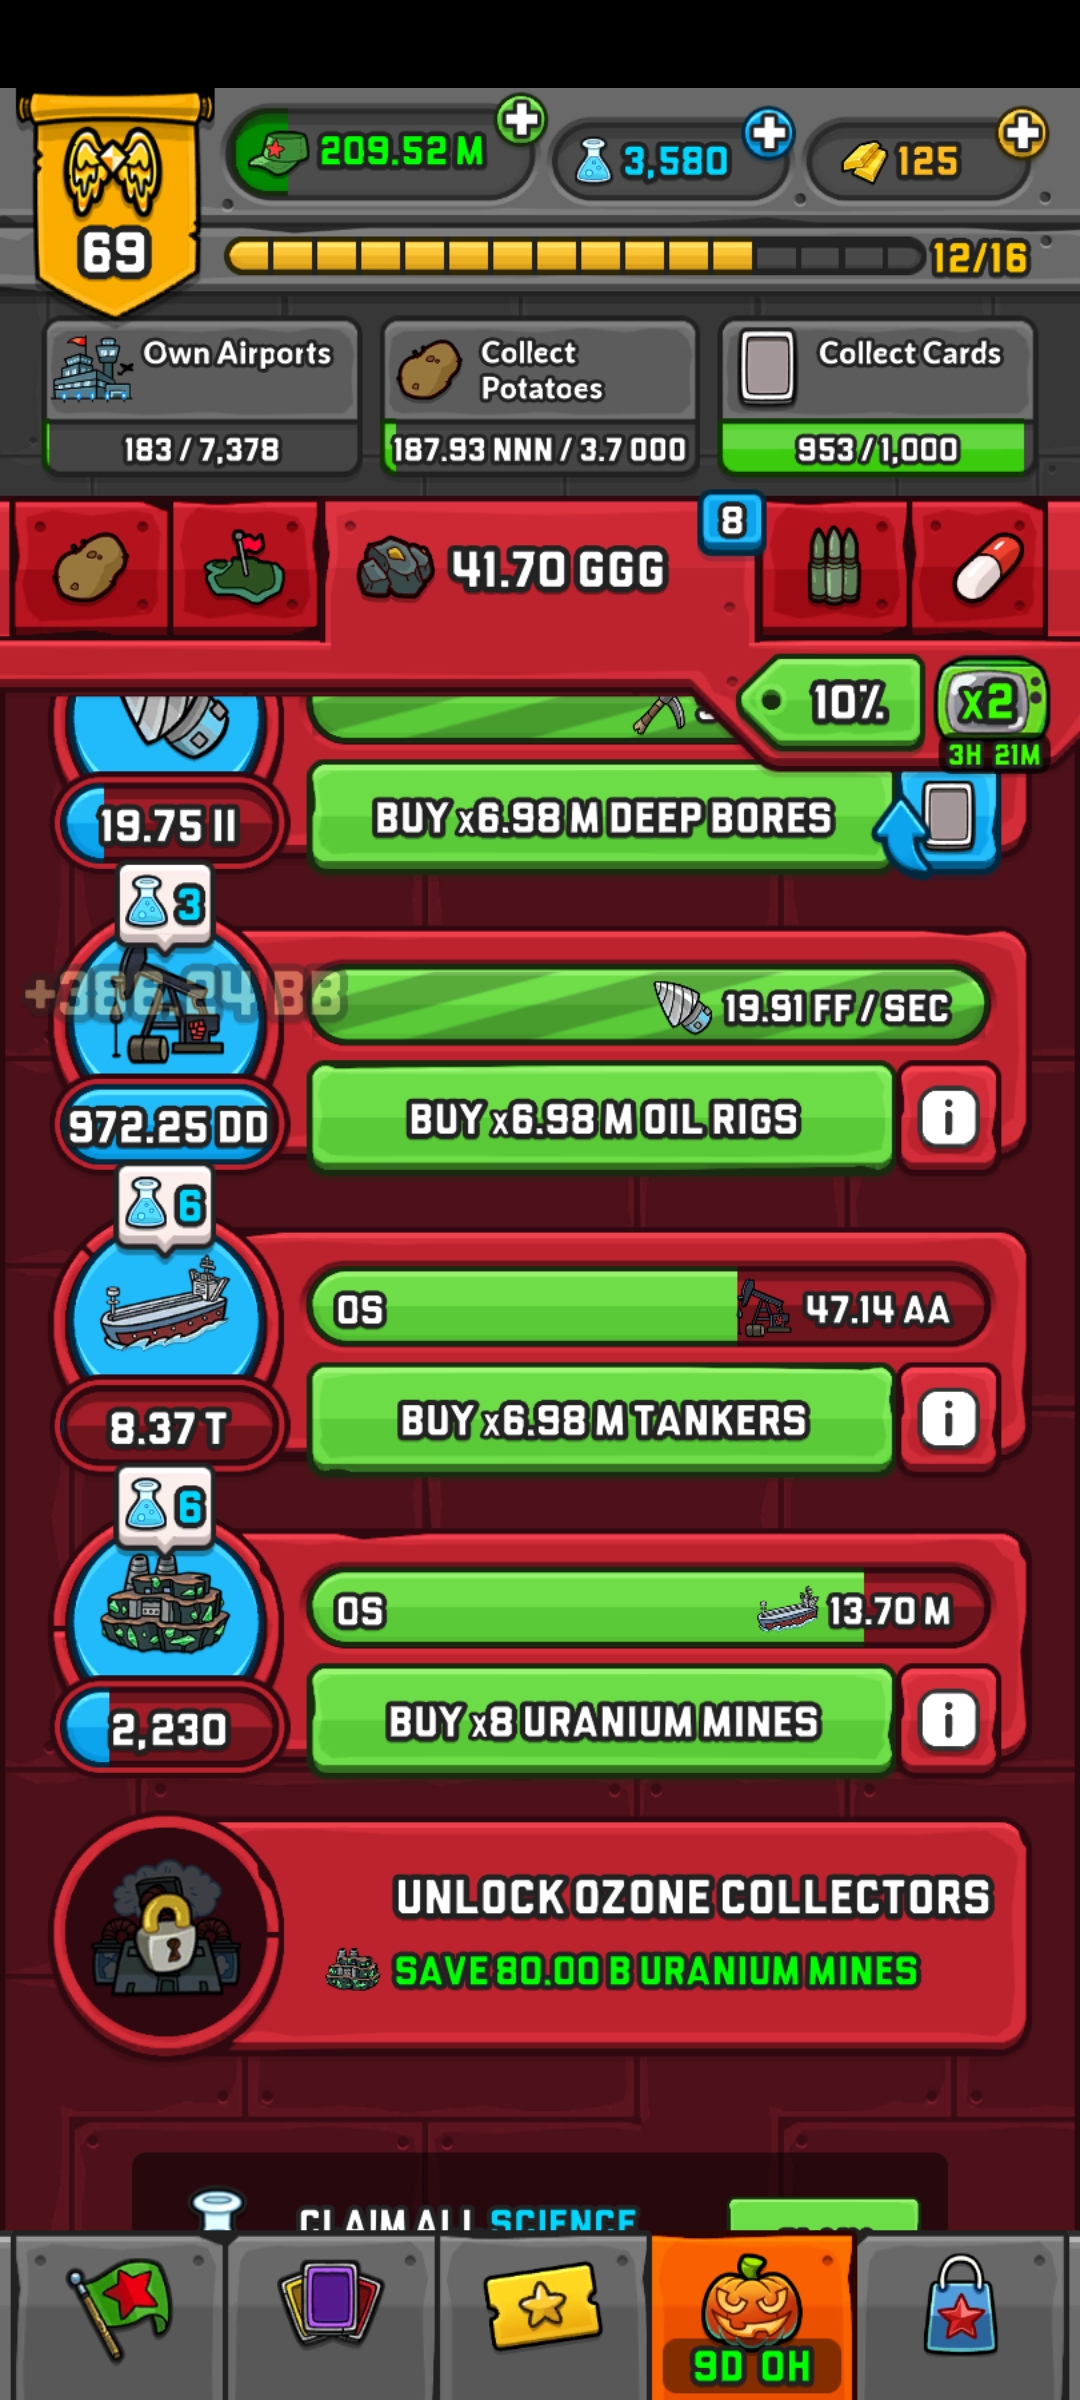 209.52 M
3,580
125
69
12/16
Own Airports
183 / 7,378
Collect
Potatoes
187.93 NNN / 3.7 000
Collect Cards
953 / 1,000
8
41.70 GGG
10%
x2
3H 21M
19.75 II
BUY x6.98 M DEEP BORES
3
19.91 FF / SEC
972.25 DD
BUY x6.98 M OIL RIGS
i
6
0S
47.14 AA
8.37 T
BUY x6.98 M TANKERS
i
6
0S
13.70 M
2,230
BUY x8 URANIUM MINES
i
UNLOCK OZONE COLLECTORS
SAVE 80.00 B URANIUM MINES
CLAIM ALL SCIENCE
9D 0H